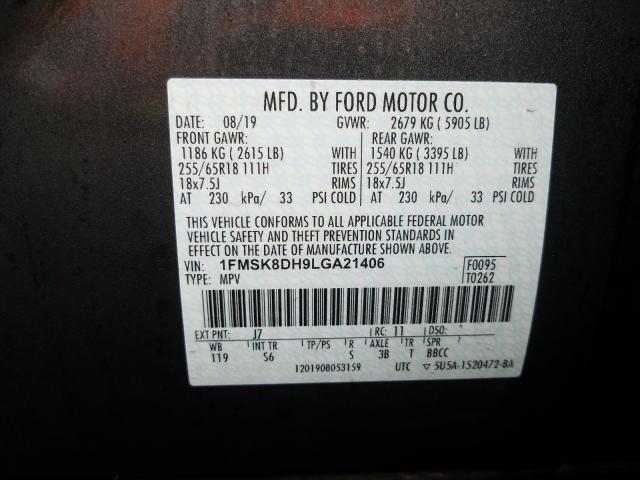 MFD. BY FORD MOTOR CO.
DATE: 08/19 GVWR: 2679 KG ( 5905 LB)
FRONT GAWR: REAR GAWR:
1186 KG ( 2615 LB) WITH 1540 KG ( 3395 LB) WITH
255/65R18 111H TIRES 255/65R18 111H TIRES
18x7.5J RIMS 18x7.5J RIMS
AT 230 kPa/ 33 PSI COLD AT 230 kPa/ 33 PSI COLD
THIS VEHICLE CONFORMS TO ALL APPLICABLE FEDERAL MOTOR
VEHICLE SAFETY AND THEFT PREVENTION STANDARDS IN
EFFECT ON THE DATE OF MANUFACTURE SHOWN ABOVE.
VIN: 1FMSK8DH9LGA21406 F0095
TYPE: MPV T0262
EXT PNT: J7 RC: 11 DSO:
WB INT TR TP/PS R AXLE TR SPR
119 S6 S 3B T BBCC
1201908053159 UTC ▽ 5U5A-1520472-BA